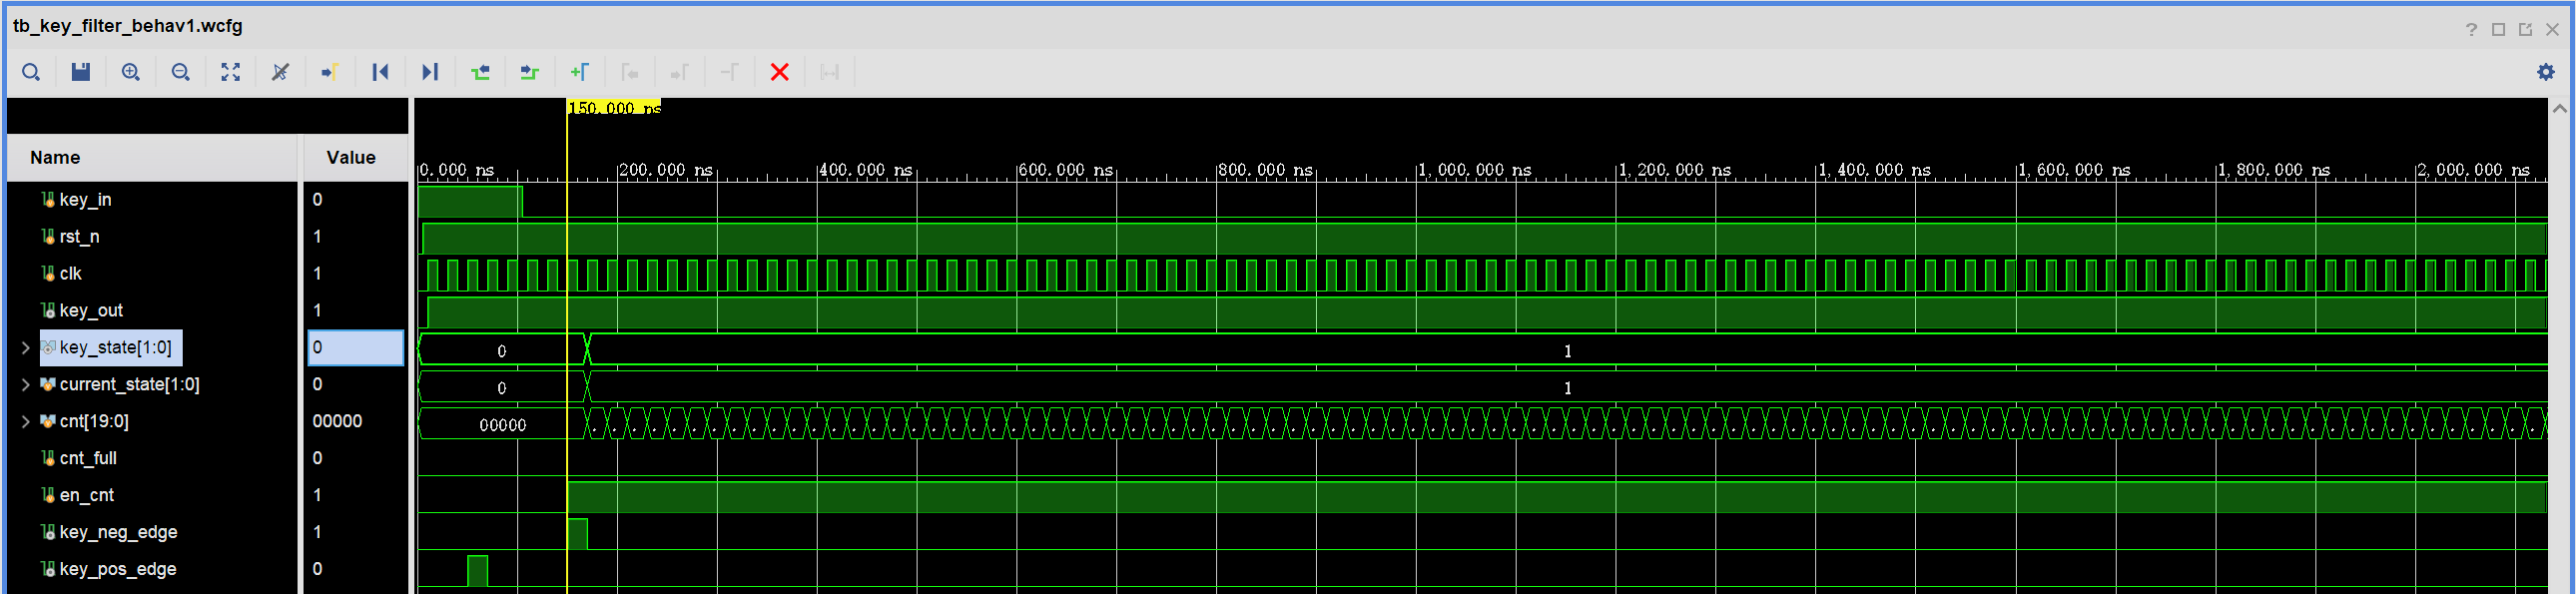 tb_key_filter_behav1.wcfg
?
150.000 ns
Name Value
0.000 ns 200.000 ns 400.000 ns 600.000 ns 800.000 ns 1,000.000 ns 1,200.000 ns 1,400.000 ns 1,600.000 ns 1,800.000 ns 2,000.000 ns
key_in 0
rst_n 1
clk 1
key_out 1
key_state[1:0] 0 0 1
current_state[1:0] 0 0 1
cnt[19:0] 00000 00000
cnt_full 0
en_cnt 1
key_neg_edge 1
key_pos_edge 0